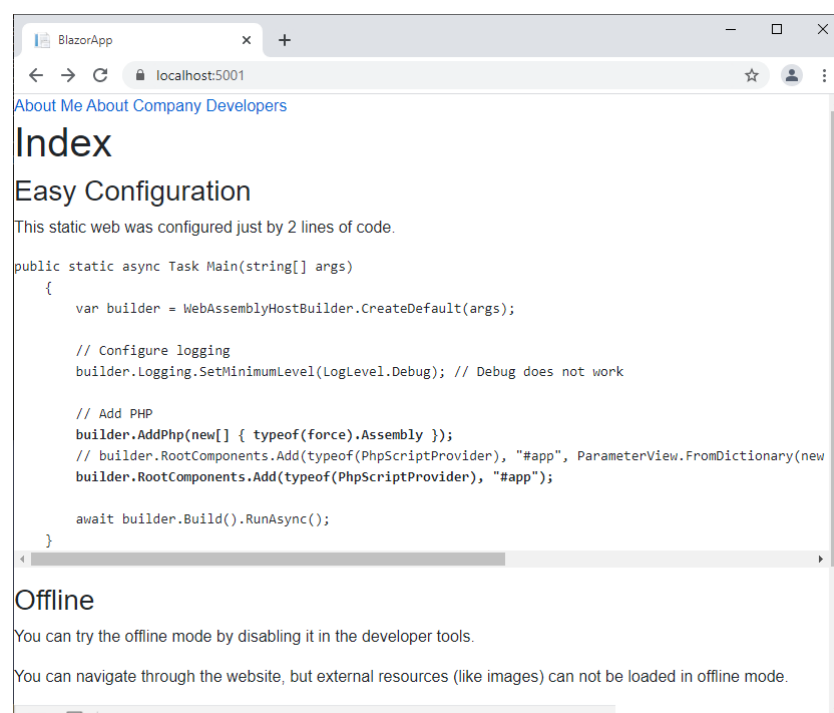 BlazorApp
localhost:5001
About Me About Company Developers
Index
Easy Configuration
This static web was configured just by 2 lines of code.
public static async Task Main(string[] args)
    {
        var builder = WebAssemblyHostBuilder.CreateDefault(args);

        // Configure logging
        builder.Logging.SetMinimumLevel(LogLevel.Debug); // Debug does not work

        // Add PHP
        builder.AddPhp(new[] { typeof(force).Assembly });
        // builder.RootComponents.Add(typeof(PhpScriptProvider), "#app", ParameterView.FromDictionary(new
        builder.RootComponents.Add(typeof(PhpScriptProvider), "#app");

        await builder.Build().RunAsync();
    }
Offline
You can try the offline mode by disabling it in the developer tools.
You can navigate through the website, but external resources (like images) can not be loaded in offline mode.